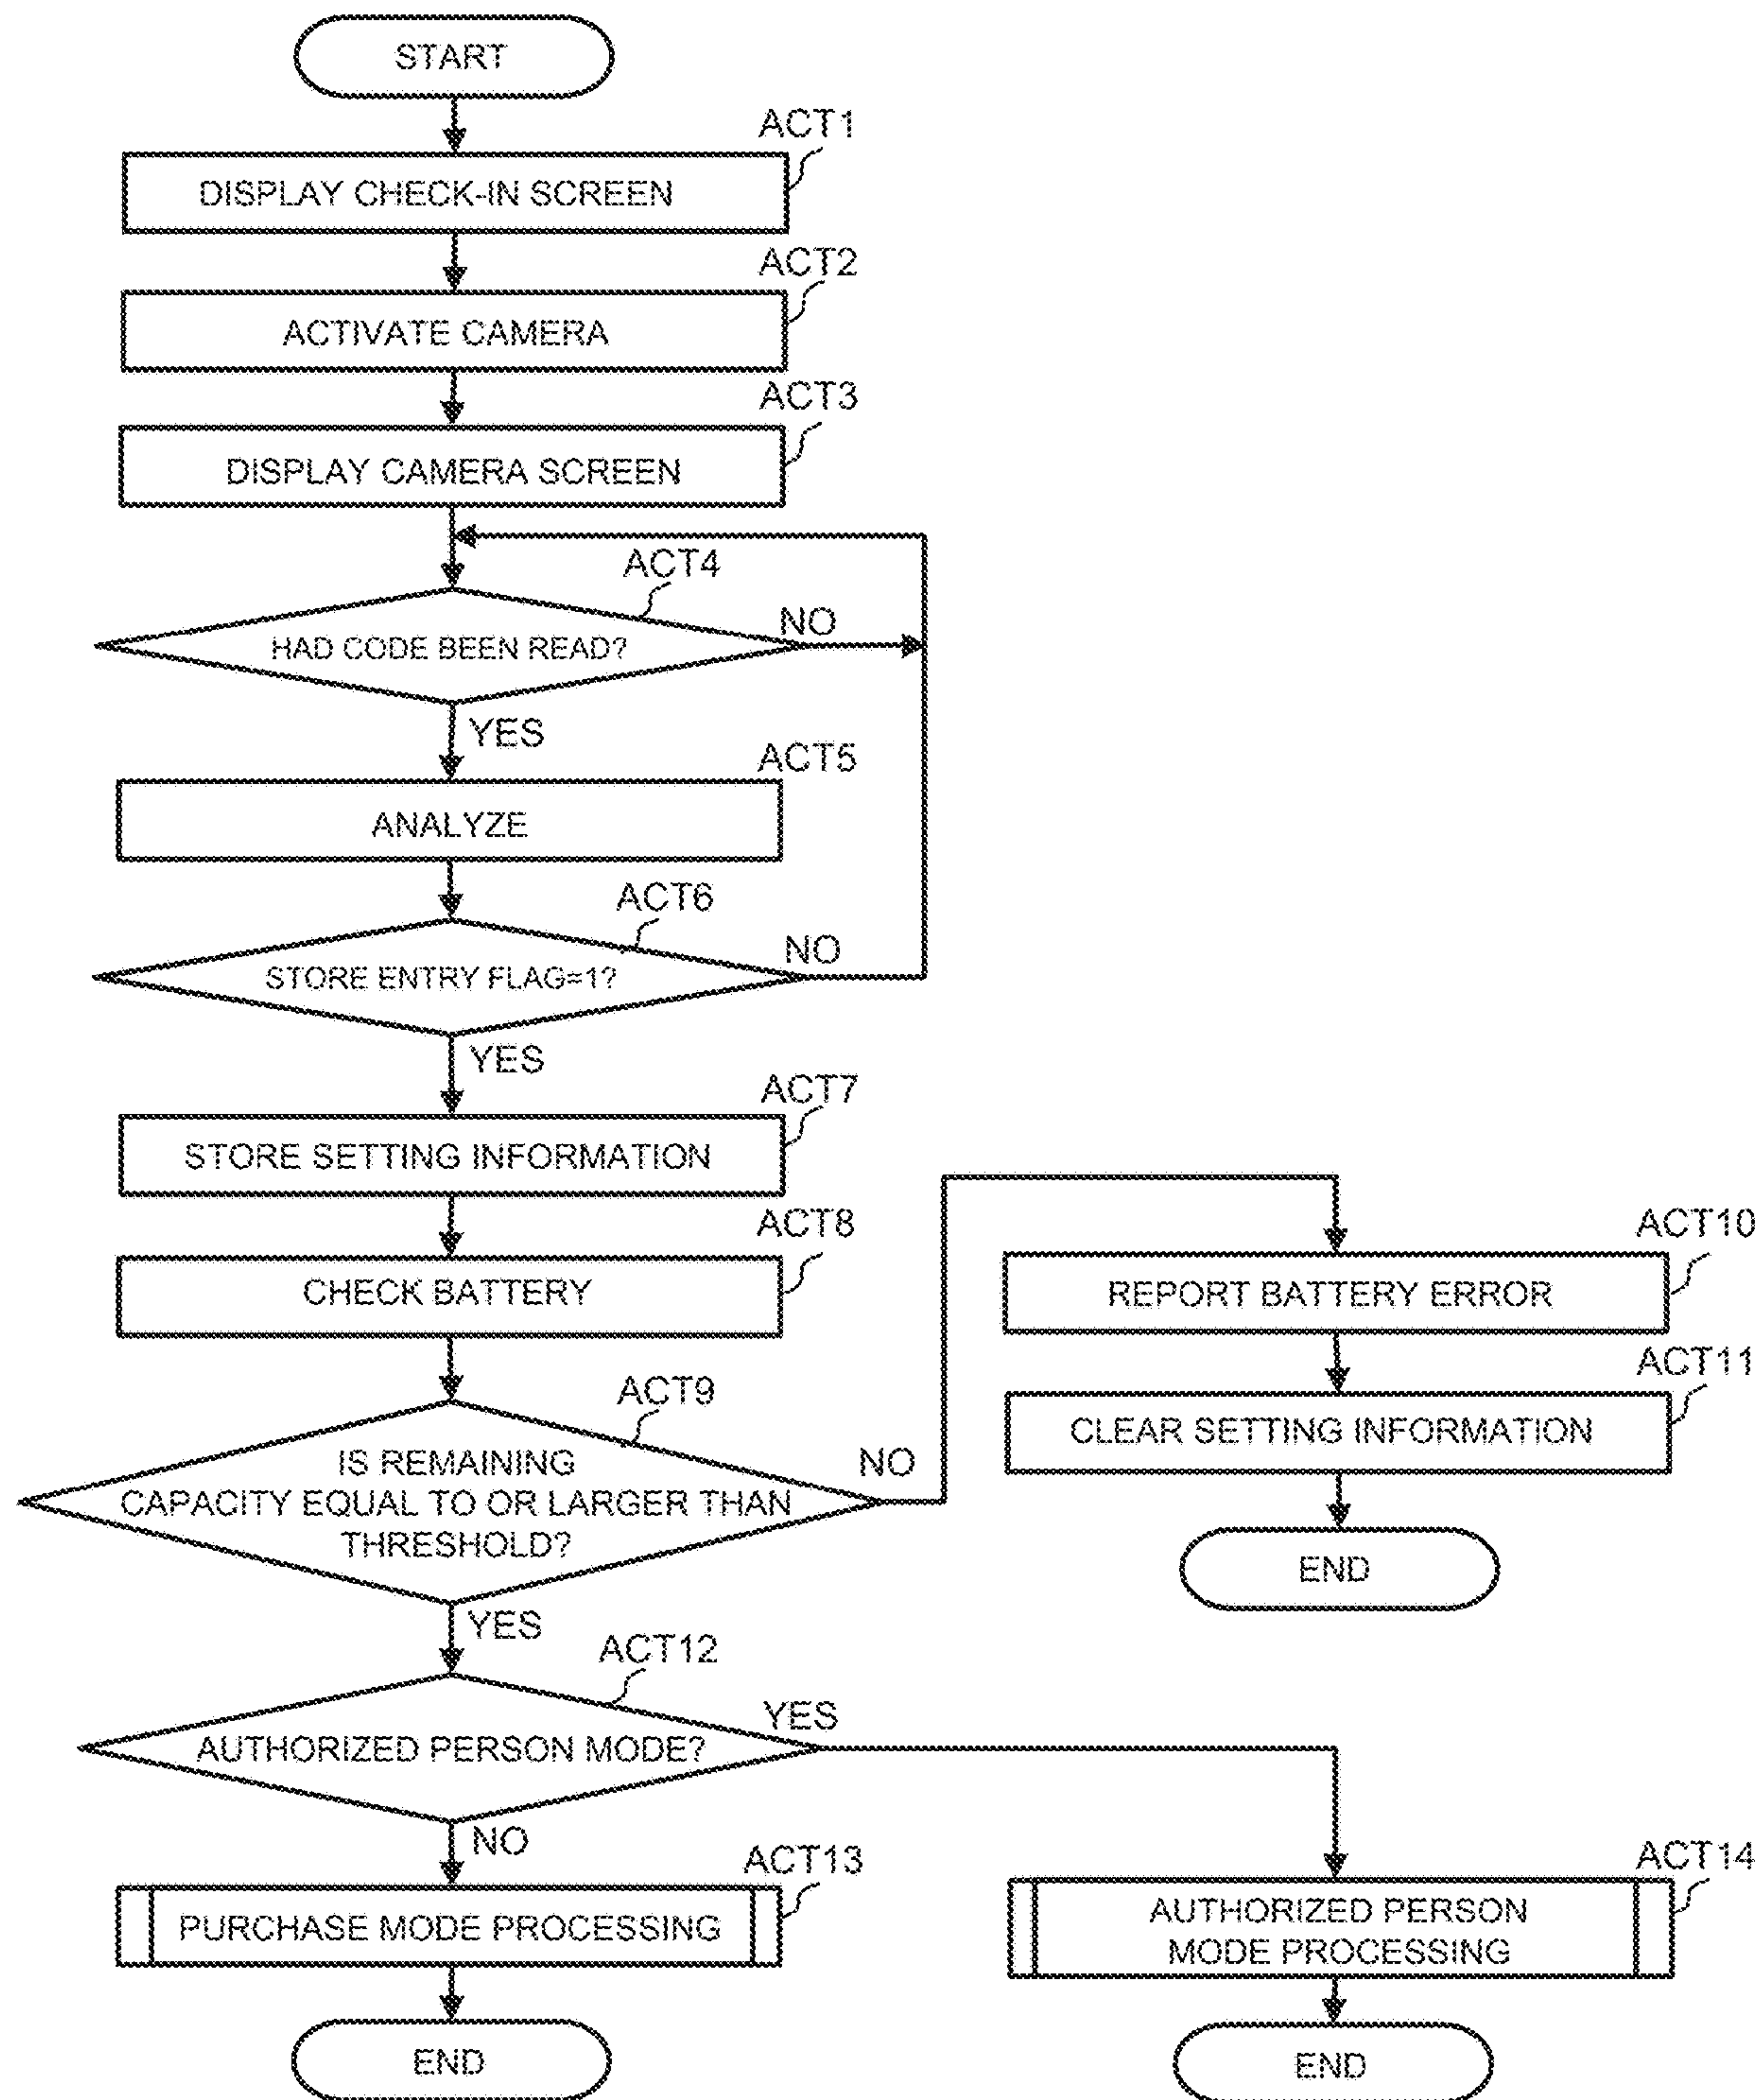 START
ACT1
DISPLAY CHECK-IN SCREEN
ACT2
ACTIVATE CAMERA
ACT3
DISPLAY CAMERA SCREEN
ACT4
HAD CODE BEEN READ?
NO
YES
ACT5
ANALYZE
ACT6
STORE ENTRY FLAG=1?
NO
YES
ACT7
STORE SETTING INFORMATION
ACT8
CHECK BATTERY
ACT9
IS REMAINING
CAPACITY EQUAL TO OR LARGER THAN
THRESHOLD?
NO
ACT10
REPORT BATTERY ERROR
ACT11
CLEAR SETTING INFORMATION
END
YES
ACT12
AUTHORIZED PERSON MODE?
YES
NO
ACT13
PURCHASE MODE PROCESSING
END
ACT14
AUTHORIZED PERSON
MODE PROCESSING
END